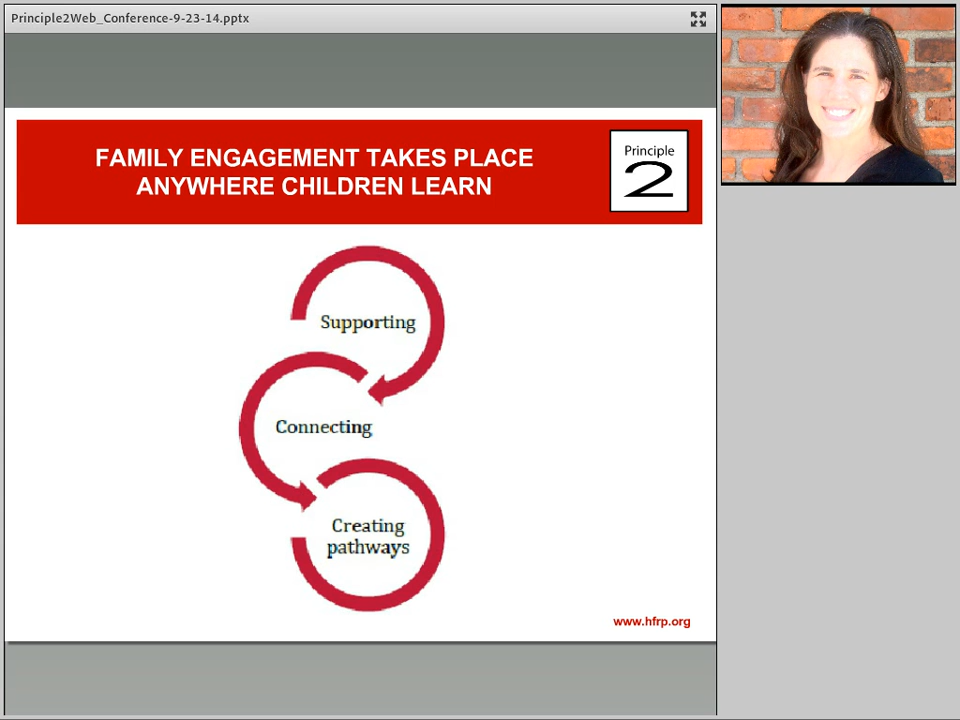 Principle2Web_Conference-9-23-14.pptx
FAMILY ENGAGEMENT TAKES PLACE
ANYWHERE CHILDREN LEARN
Principle
2
Supporting
Connecting
Creating
pathways
www.hfrp.org